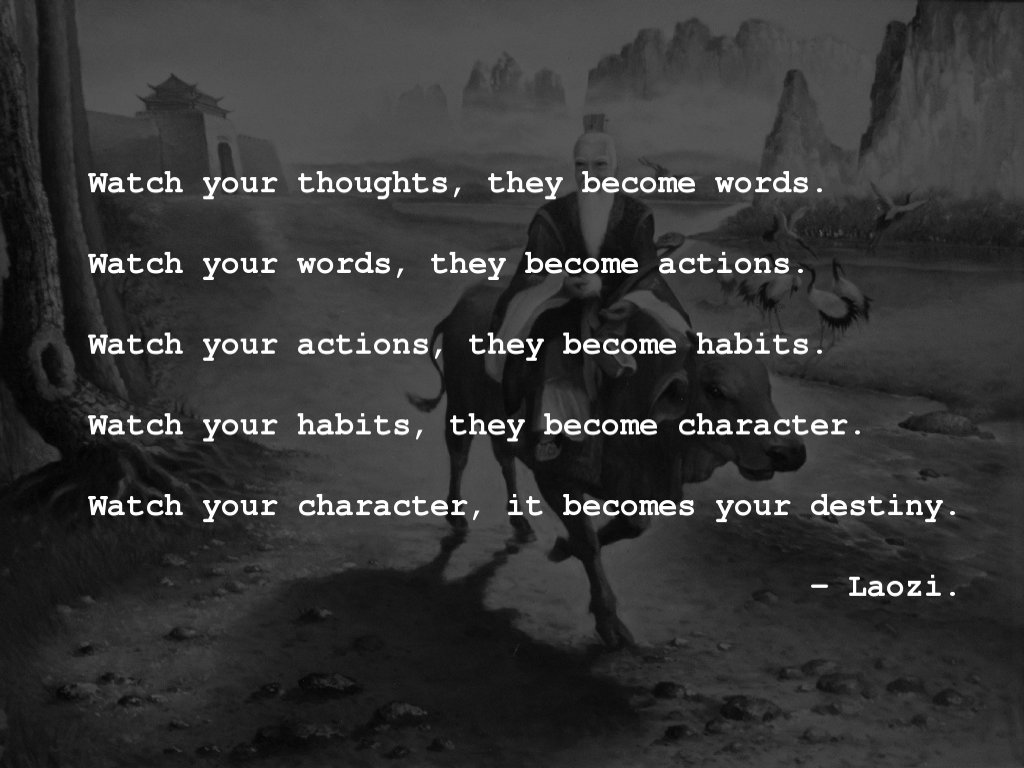 Watch your thoughts, they become words.
Watch your words, they become actions.
Watch your actions, they become habits.
Watch your habits, they become character.
Watch your character, it becomes your destiny.
– Laozi.